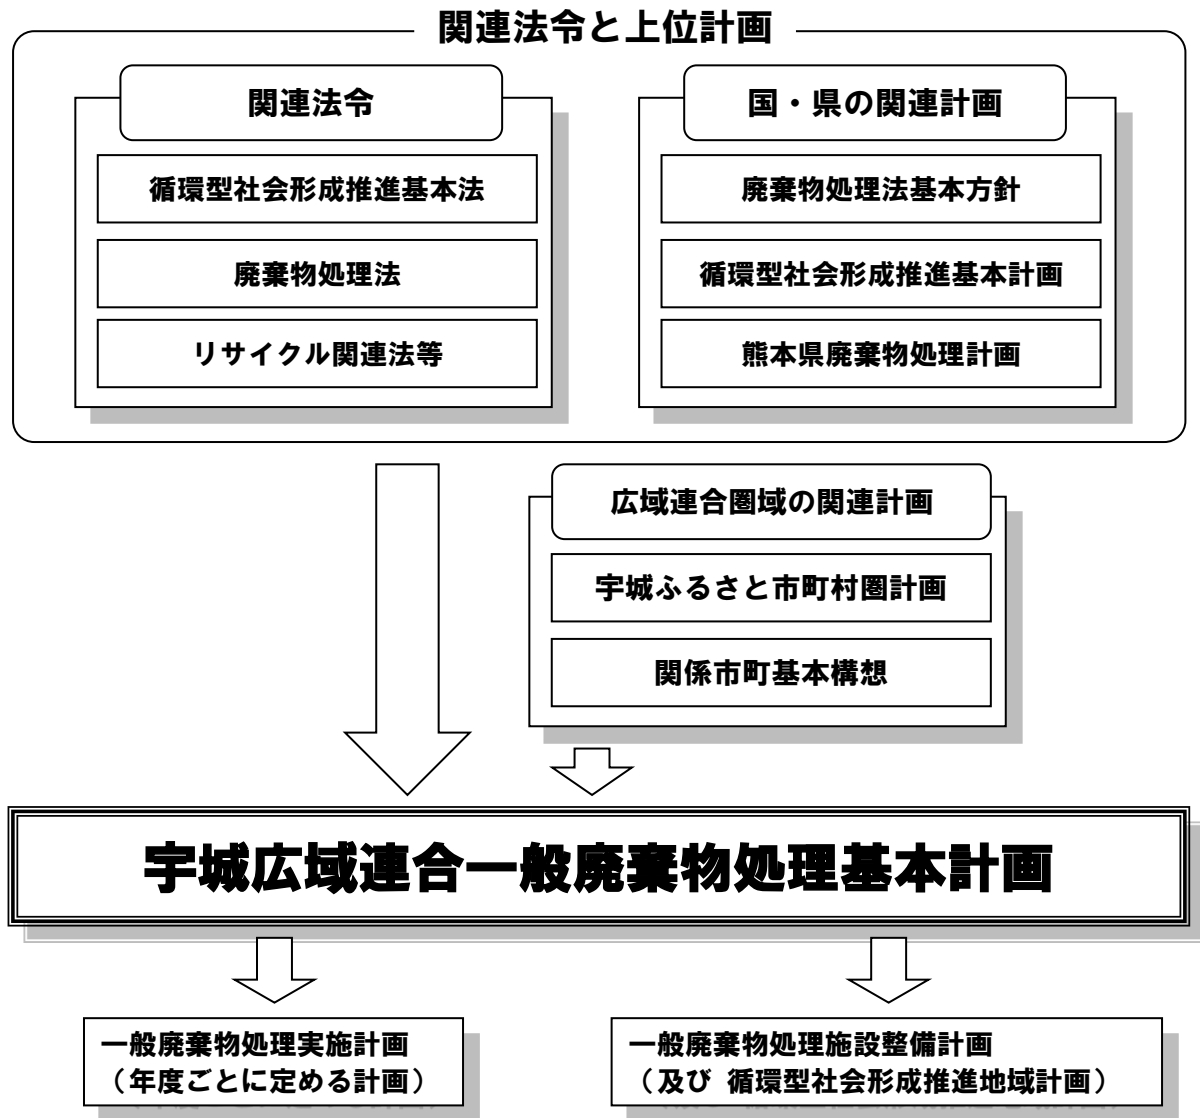 関連法令と上位計画
関連法令
循環型社会形成推進基本法
廃棄物処理法
リサイクル関連法等
国・県の関連計画
廃棄物処理法基本方針
循環型社会形成推進基本計画
熊本県廃棄物処理計画
広域連合圏域の関連計画
宇城ふるさと市町村圏計画
関係市町基本構想
宇城広域連合一般廃棄物処理基本計画
一般廃棄物処理実施計画
（年度ごとに定める計画）
一般廃棄物処理施設整備計画
（及び 循環型社会形成推進地域計画）